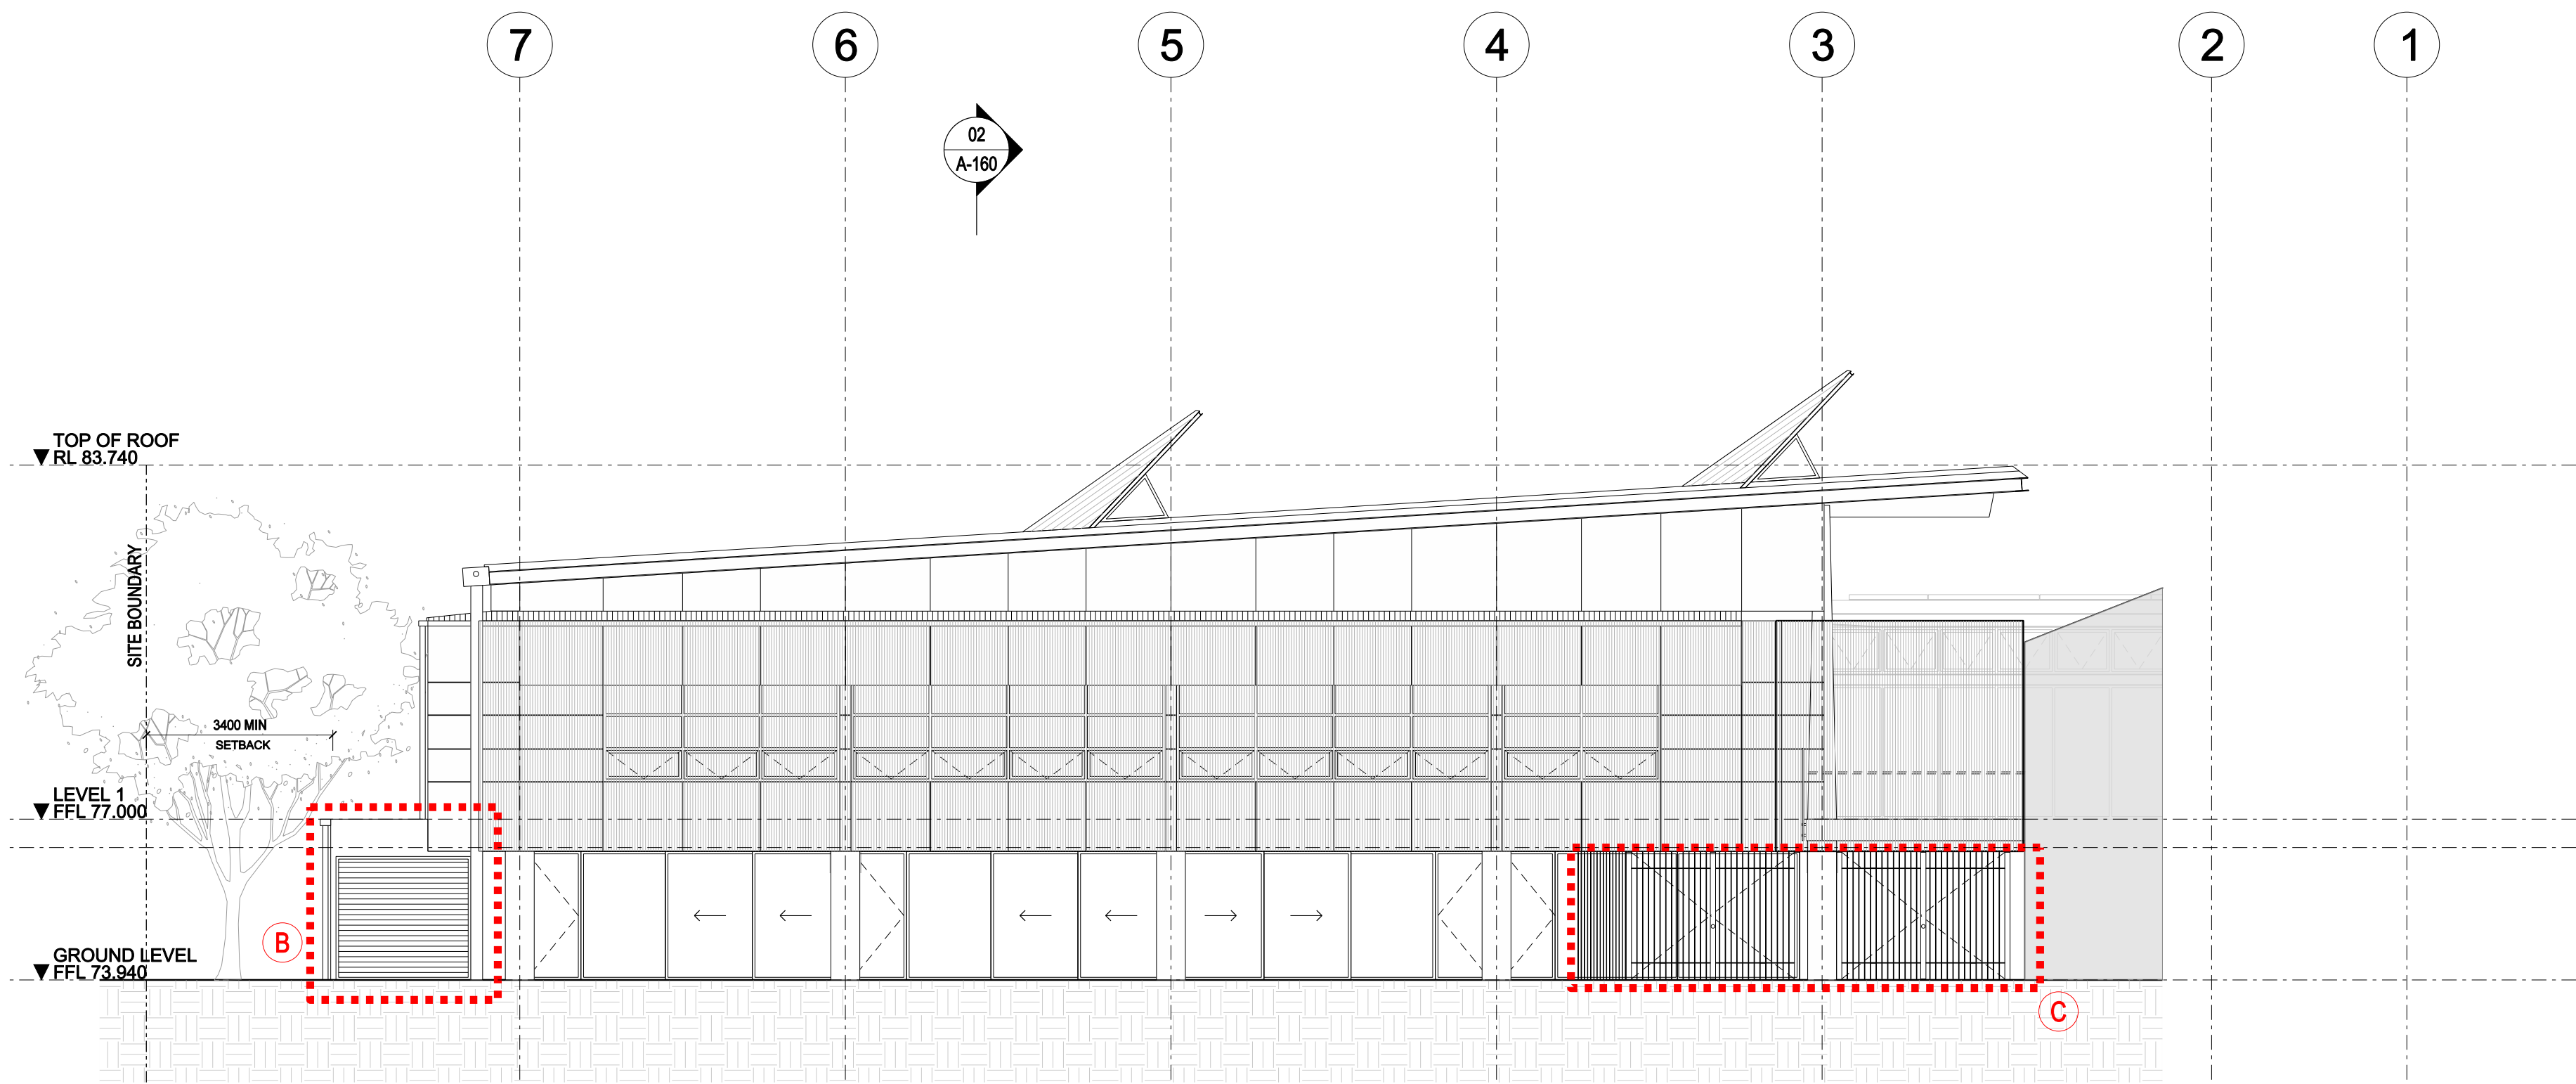 7 6 5 4 3 2 1
02
A-160
TOP OF ROOF
RL 83.740
SITE BOUNDARY
3400 MIN
SETBACK
LEVEL 1
FFL 77.000
B
GROUND LEVEL
FFL 73.940
C